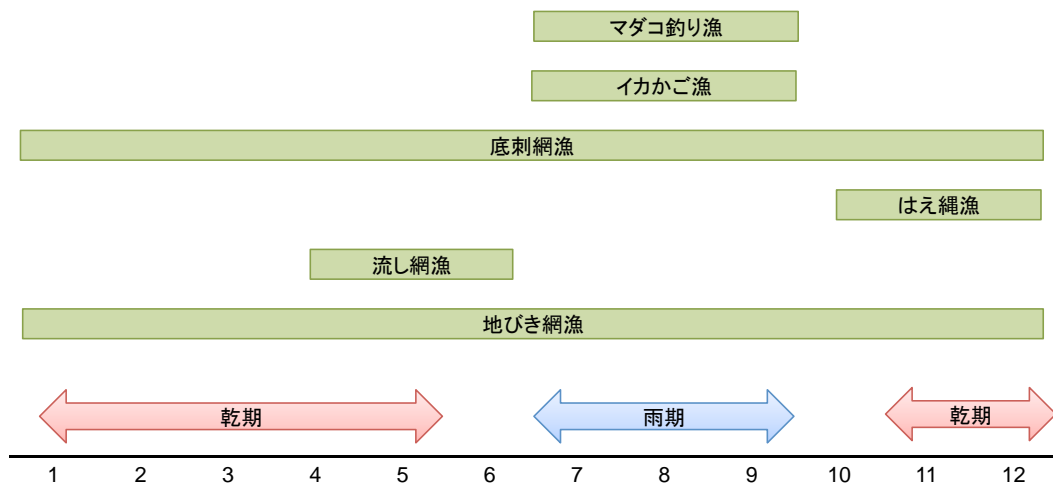 マダコ釣り漁
イカかご漁
底刺網漁
はえ縄漁
流し網漁
地びき網漁
乾期 雨期 乾期
1 2 3 4 5 6 7 8 9 10 11 12